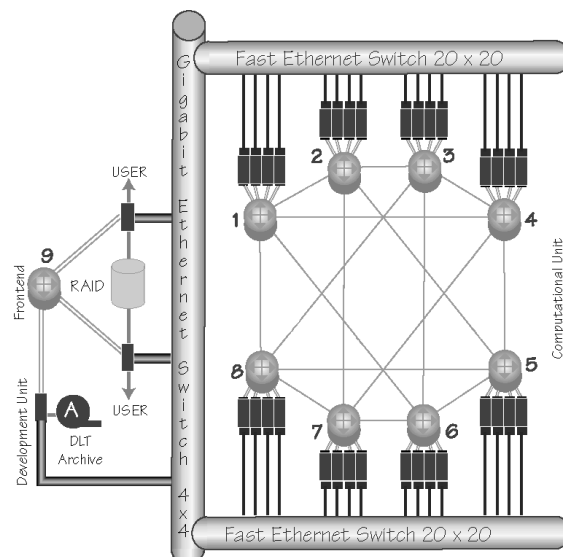 Fast Ethernet Switch 20 x 20
Gigabit Ethernet Switch 4x4
2
3
USER
1
4
9
RAID
Frontend
Computational Unit
8
5
USER
7
6
Development Unit
A
DLT
Archive
Fast Ethernet Switch 20 x 20